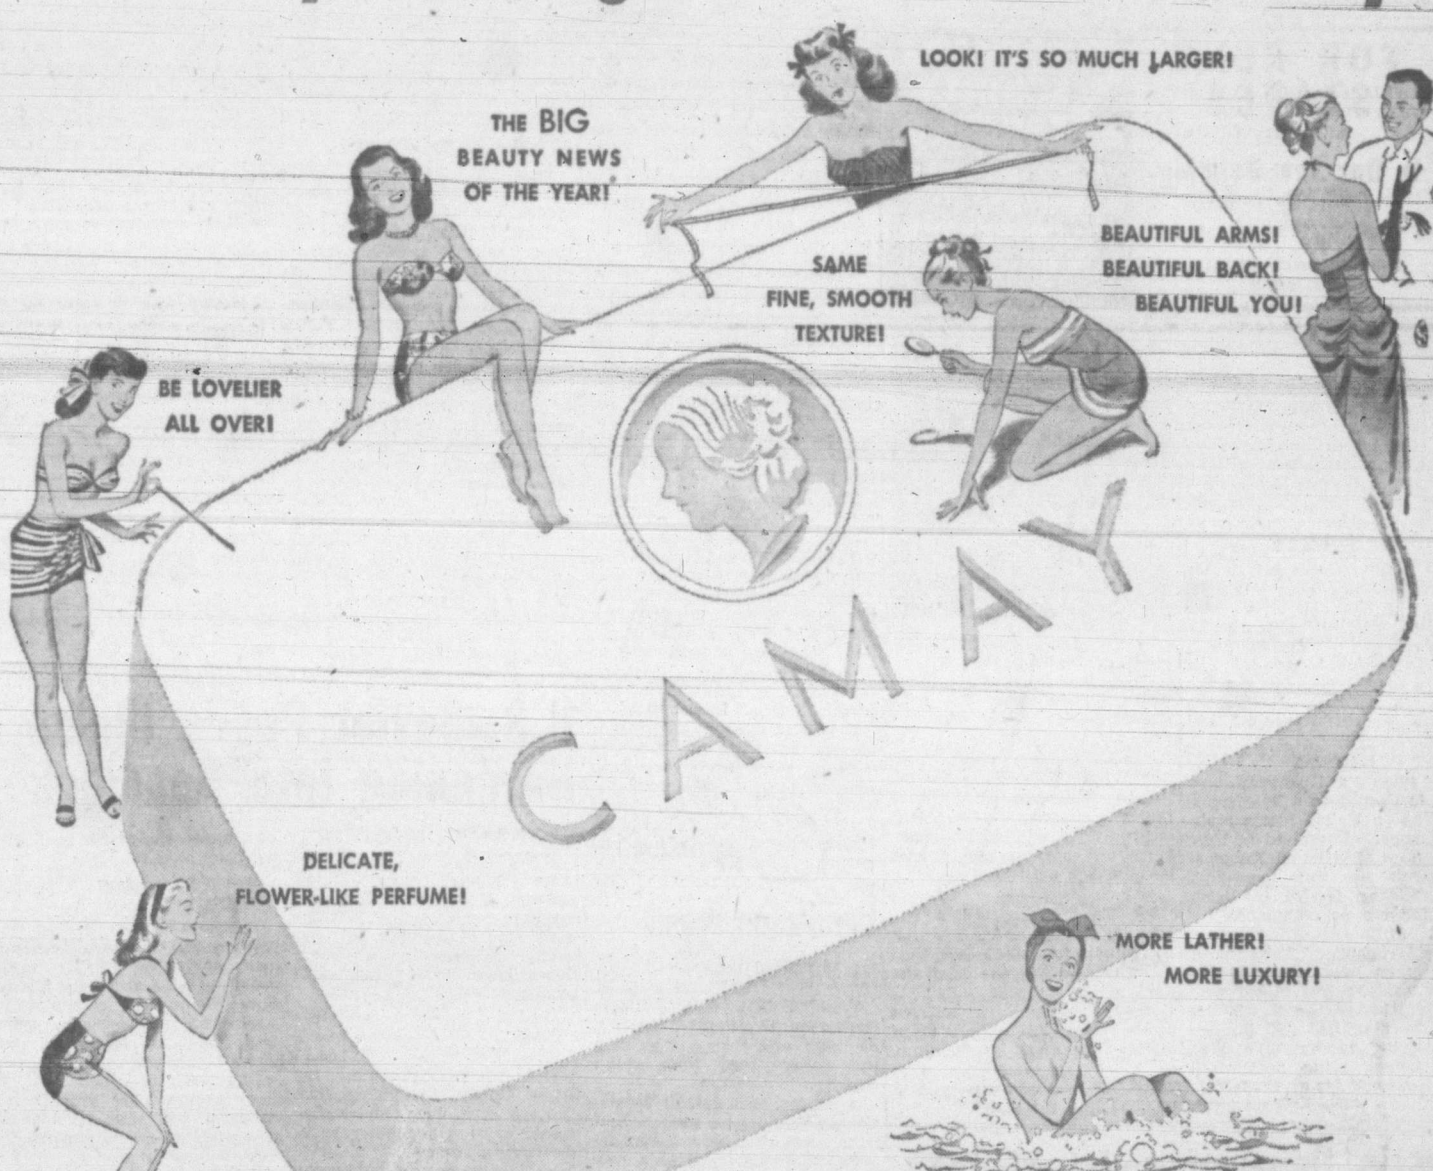 LOOK! IT'S SO MUCH LARGER!
THE BIG
BEAUTY NEWS
OF THE YEAR!
BEAUTIFUL ARMS!
BEAUTIFUL BACK!
BEAUTIFUL YOU!
SAME
FINE, SMOOTH
TEXTURE!
BE LOVELIER
ALL OVER!
CAMAY
DELICATE,
FLOWER-LIKE PERFUME!
MORE LATHER!
MORE LUXURY!